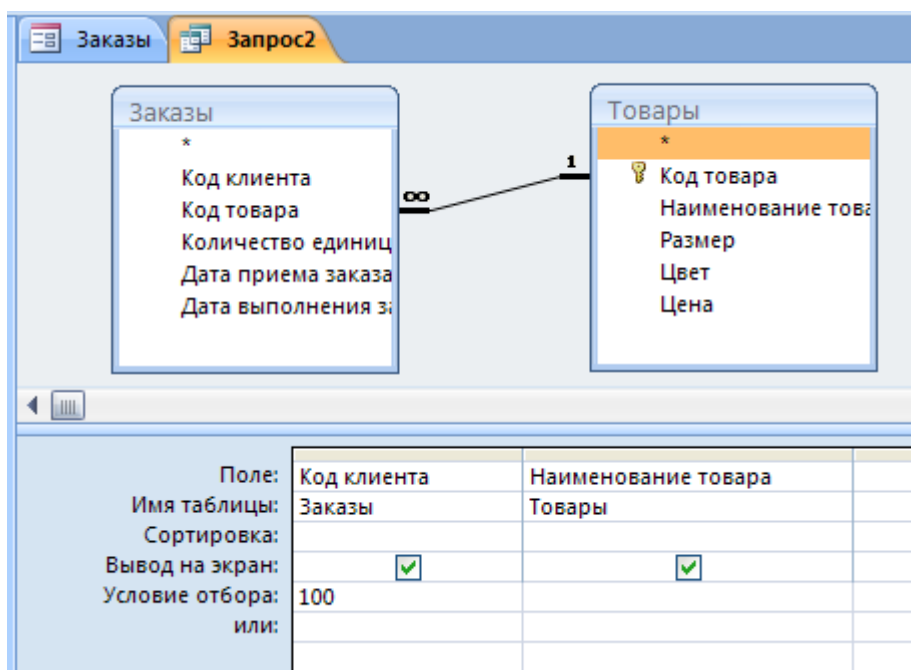 Заказы Запрос2
Заказы
*
Код клиента
Код товара
Количество единиц
Дата приема заказа
Дата выполнения за
∞
1
Товары
*
Код товара
Наименование това
Размер
Цвет
Цена
Поле: Код клиента Наименование товара
Имя таблицы: Заказы Товары
Сортировка:
Вывод на экран:
Условие отбора: 100
или: